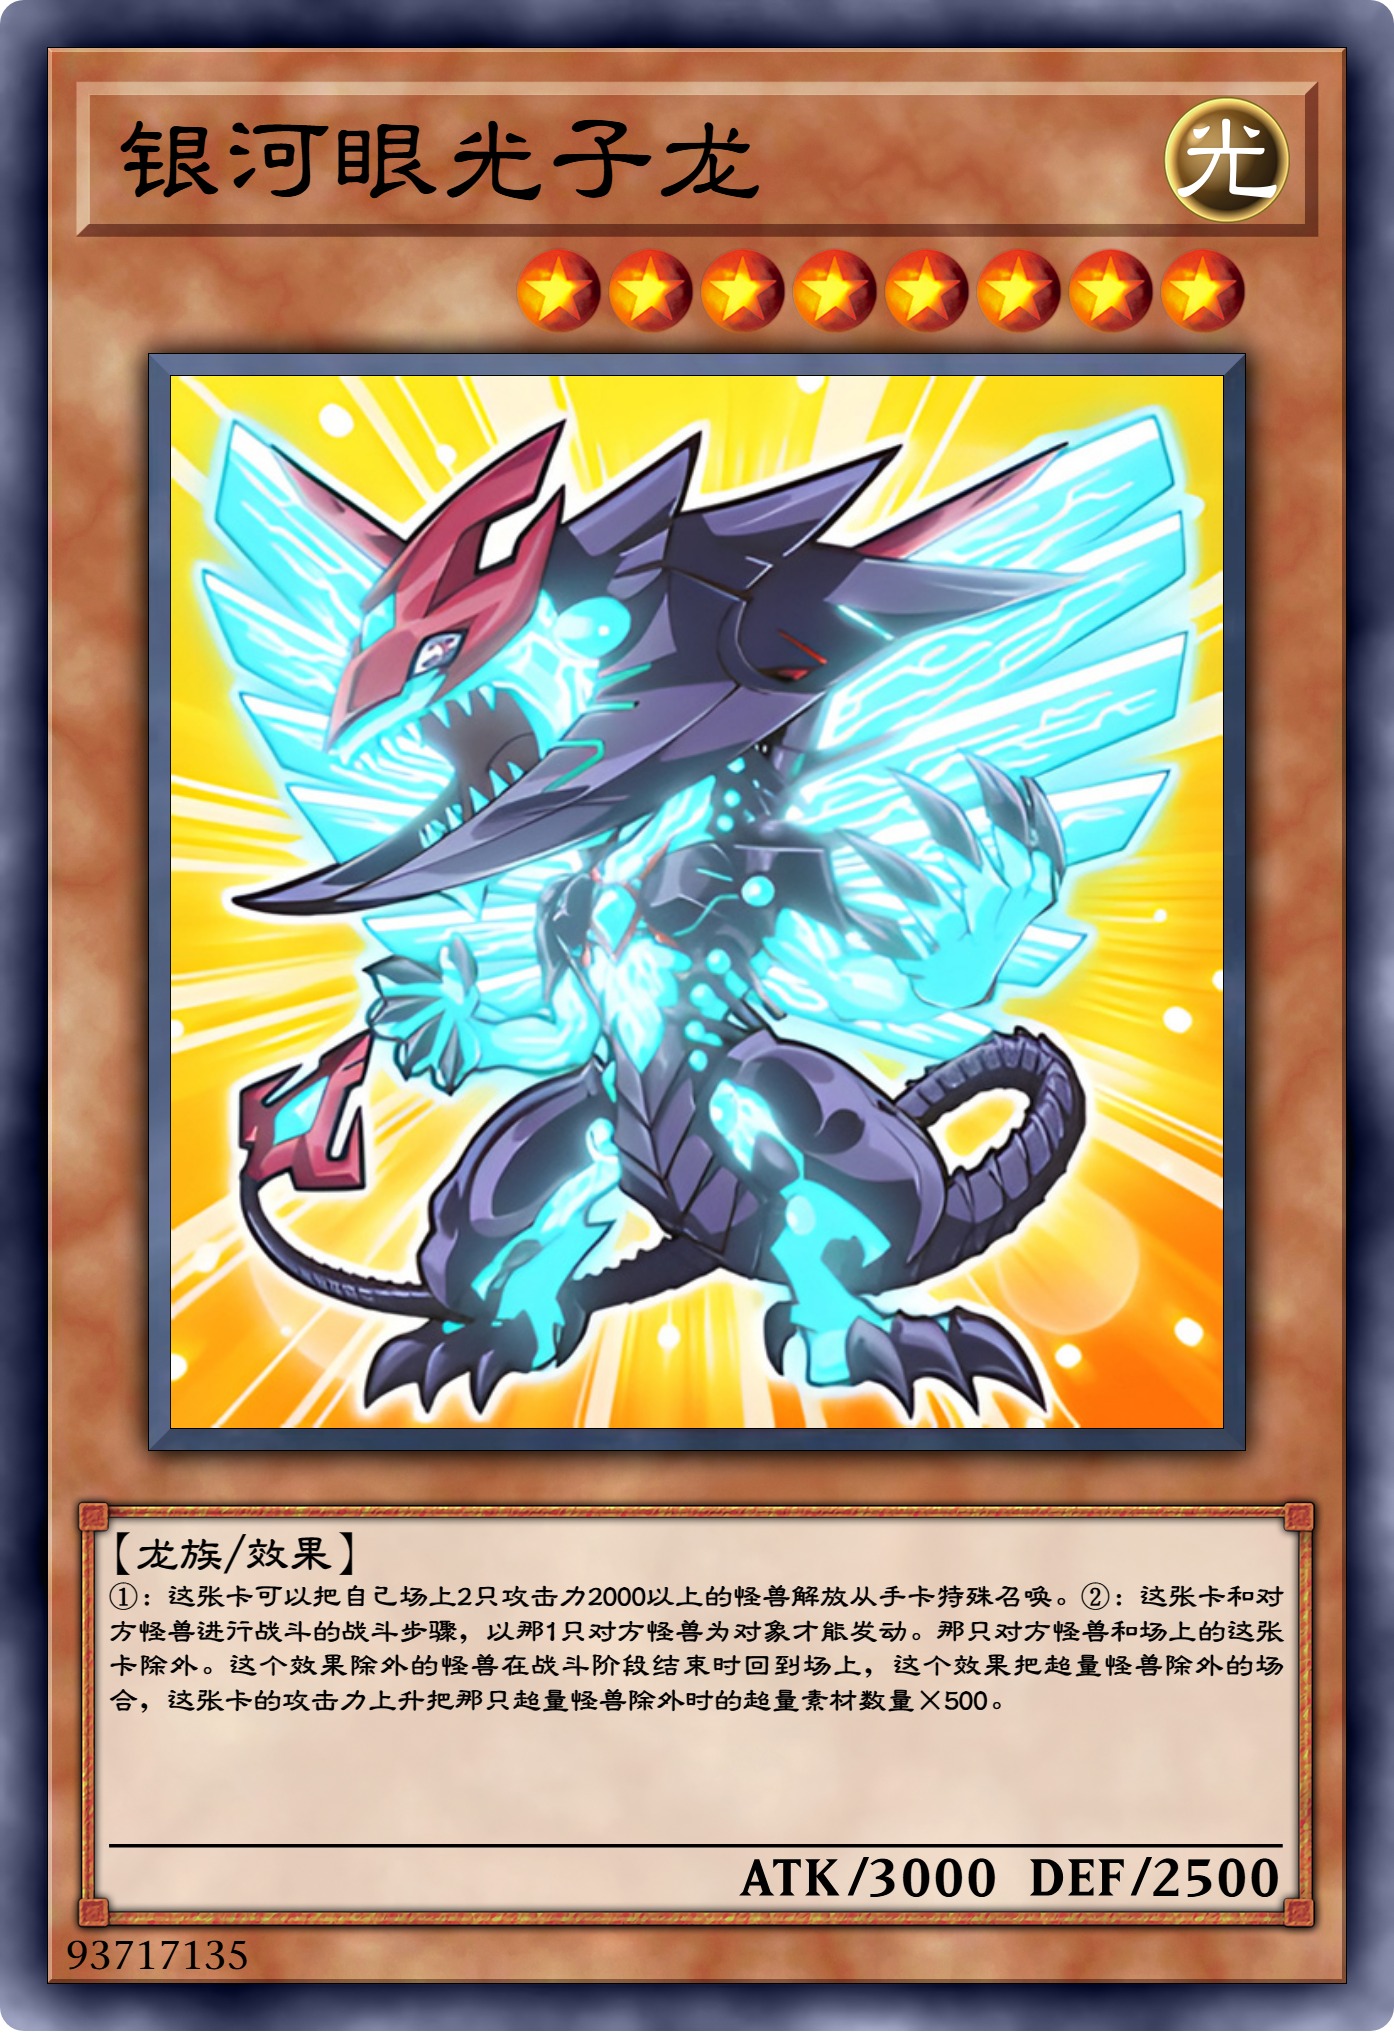 银河眼光子龙
光
【龙族/效果】
①：这张卡可以把自己场上2只攻击力2000以上的怪兽解放从手卡特殊召唤。②：这张卡和对
方怪兽进行战斗的战斗步骤，以那1只对方怪兽为对象才能发动。那只对方怪兽和场上的这张
卡除外。这个效果除外的怪兽在战斗阶段结束时回到场上，这个效果把超量怪兽除外的场
合，这张卡的攻击力上升把那只超量怪兽除外时的超量素材数量×500。
ATK/3000 DEF/2500
93717135